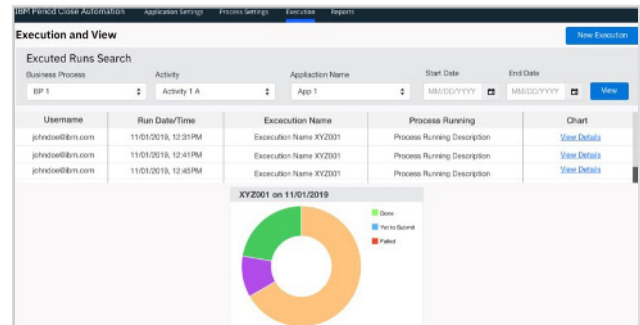 IBM Period Close Automation Application Settings Process Settings Execution Reports
Execution and View New Execution
Excuted Runs Search
Business Process Activity Appliaction Name Start Date End Date
BP 1 Activity 1 A App 1 MM/DD/YYYY MM/DD/YYYY View
Username Run Date/Time Excecution Name Process Running Chart
johndoe@ibm.com 11/01/2019, 12:31PM Excecution Name XYZ001 Process Running Description View Details
johndoe@ibm.com 11/01/2019, 12:41PM Excecution Name XYZ001 Process Running Description View Details
johndoe@ibm.com 11/01/2019, 12:45PM Excecution Name XYZ001 Process Running Description View Details
XYZ001 on 11/01/2019
Done
Yet to Submit
Failed